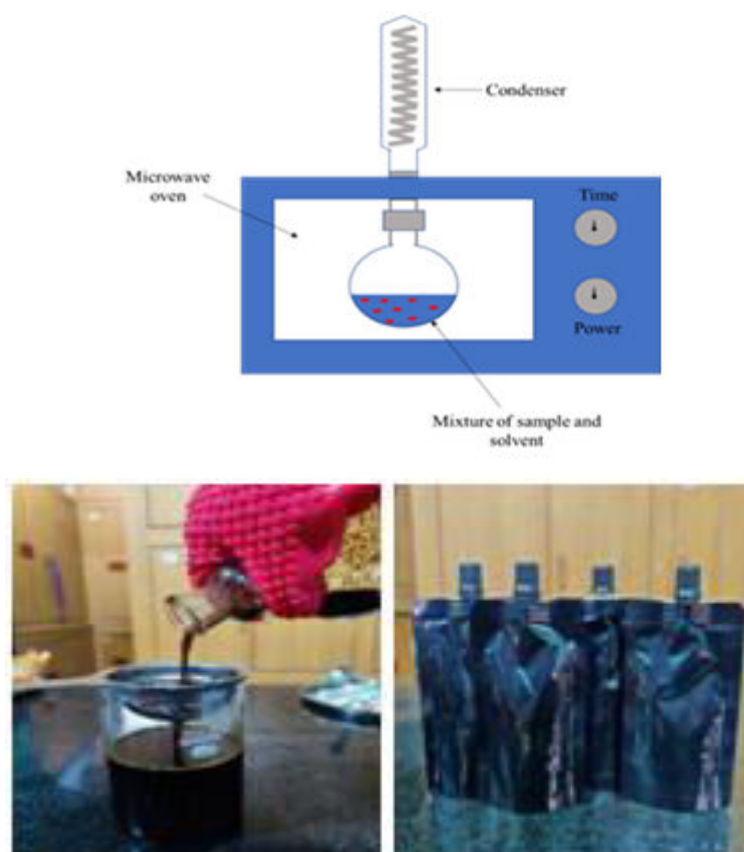 Condenser
Microwave
oven
Time
Power
Mixture of sample and
solvent